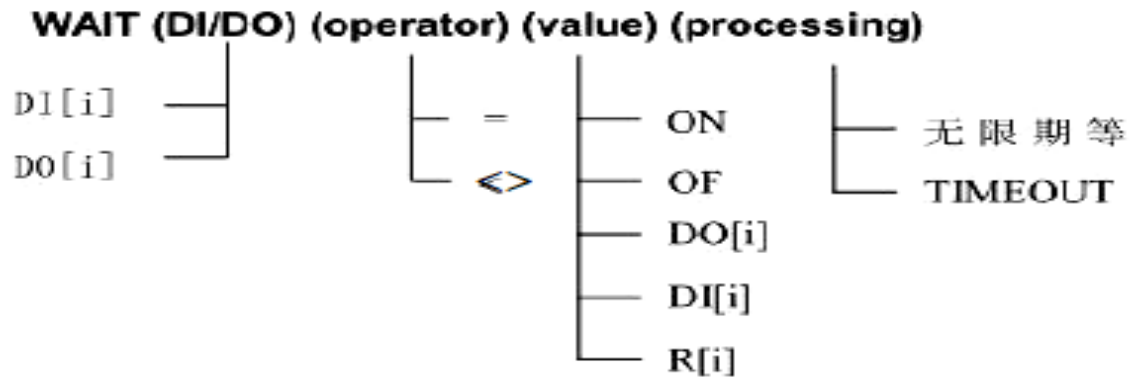 WAIT (DI/DO) (operator) (value) (processing)
DI[i]
DO[i]
=
<>
ON
OF
DO[i]
DI[i]
R[i]
无限期等
TIMEOUT